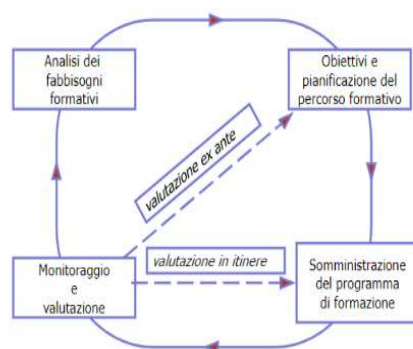 Analisi dei
fabbisogni
formativi
Obiettivi e
pianificazione del
percorso formativo
valutazione ex ante
valutazione in itinere
Monitoraggio
e
valutazione
Somministrazione
del programma
di formazione